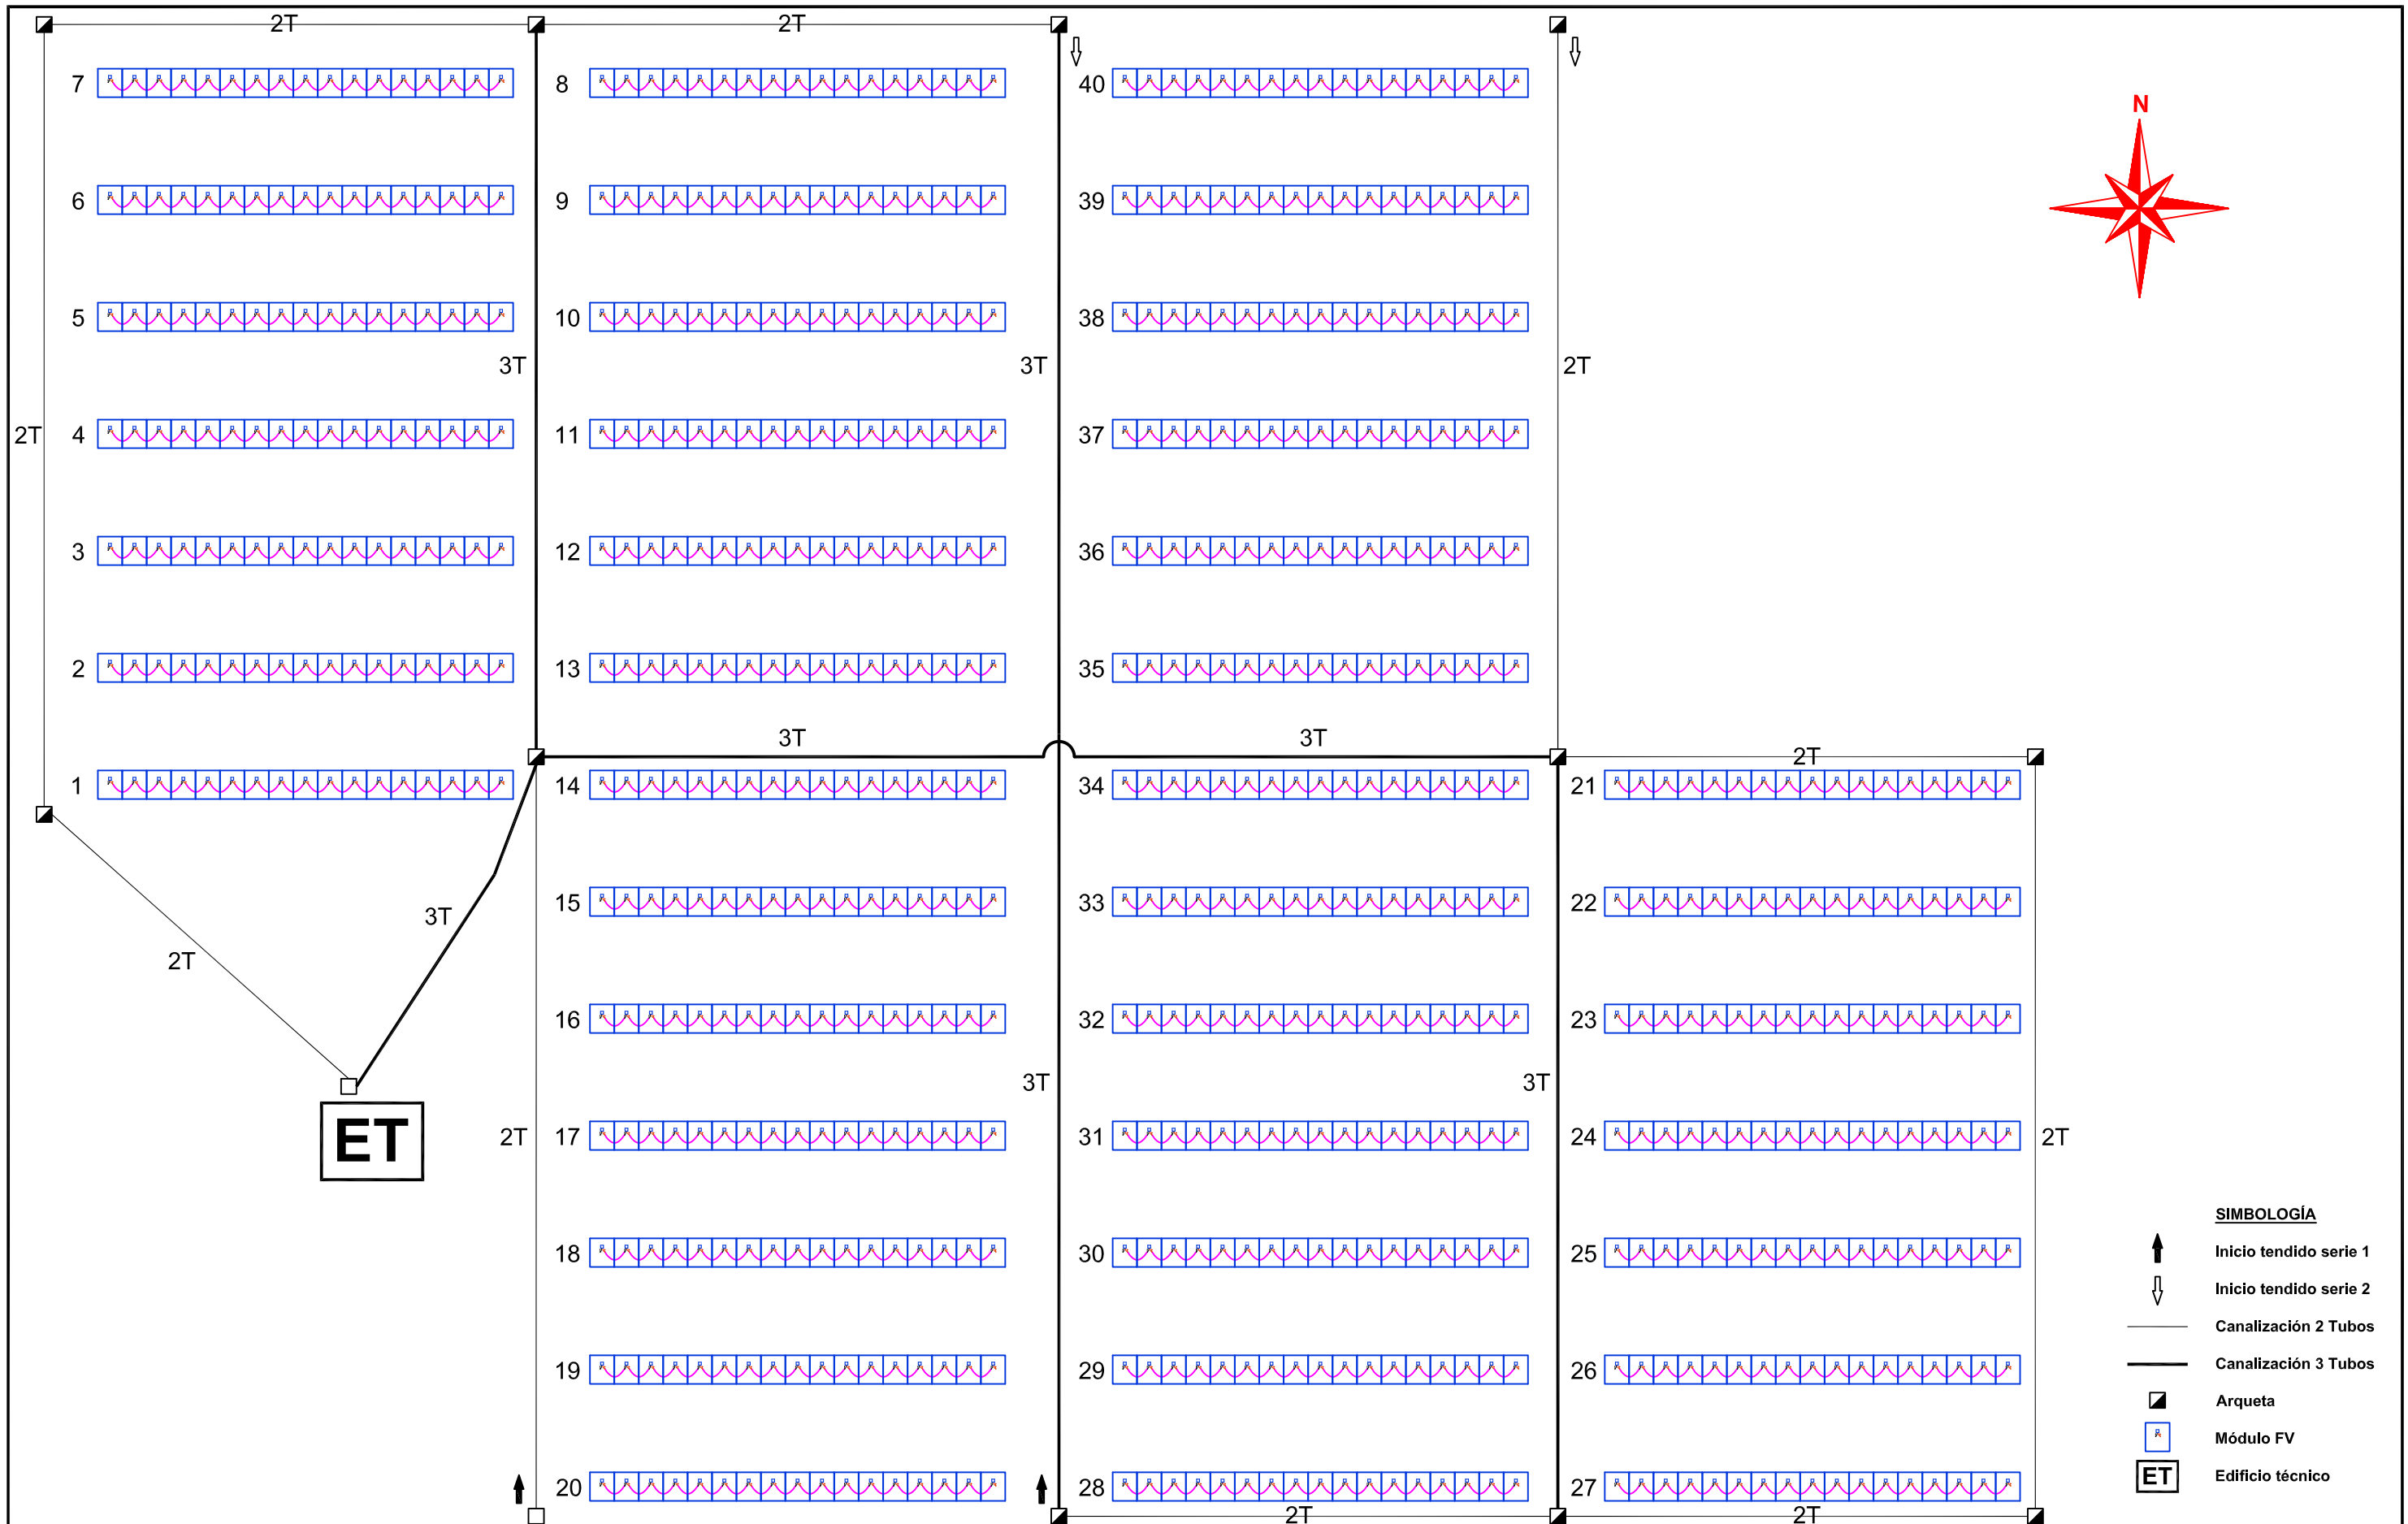 2T 2T
N
7 8 40
6 9 39
5 10 38
3T 3T 2T
2T 4 11 37
3 12 36
2 13 35
3T 3T 2T
1 14 34 21
15 33 22
3T
2T
16 32 23
3T 3T
ET 2T 17 31 24 2T
SIMBOLOGÍA
18 30 25
Inicio tendido serie 1
Inicio tendido serie 2
Canalización 2 Tubos
Canalización 3 Tubos
19 29 26
Arqueta
Módulo FV
ET Edificio técnico
20 28 27
2T 2T